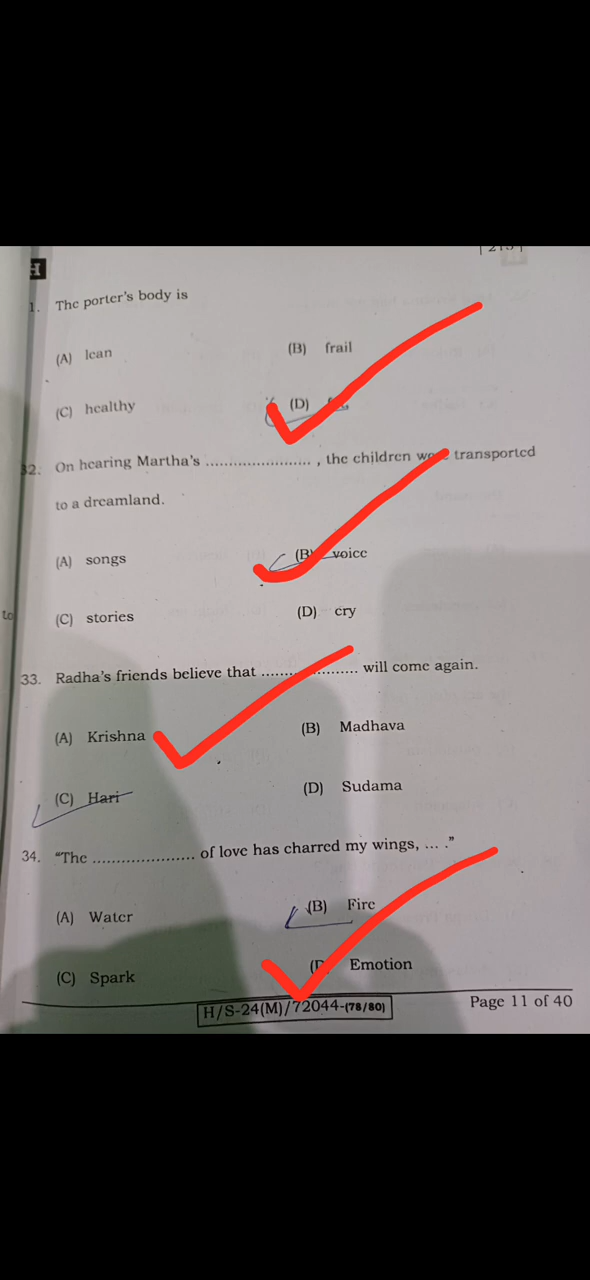 H
1. The porter's body is
(A) lean (B) frail
(C) healthy (D)
32. On hearing Martha's ......................, the children were transported
to a dreamland.
(A) songs (B) voice
(C) stories (D) cry
to
33. Radha's friends believe that .................... will come again.
(A) Krishna (B) Madhava
(C) Hari (D) Sudama
34. "The ..................... of love has charred my wings, ... ."
(A) Water (B) Fire
(C) Spark (D) Emotion
H/S-24(M)/72044-(78/80) Page 11 of 40